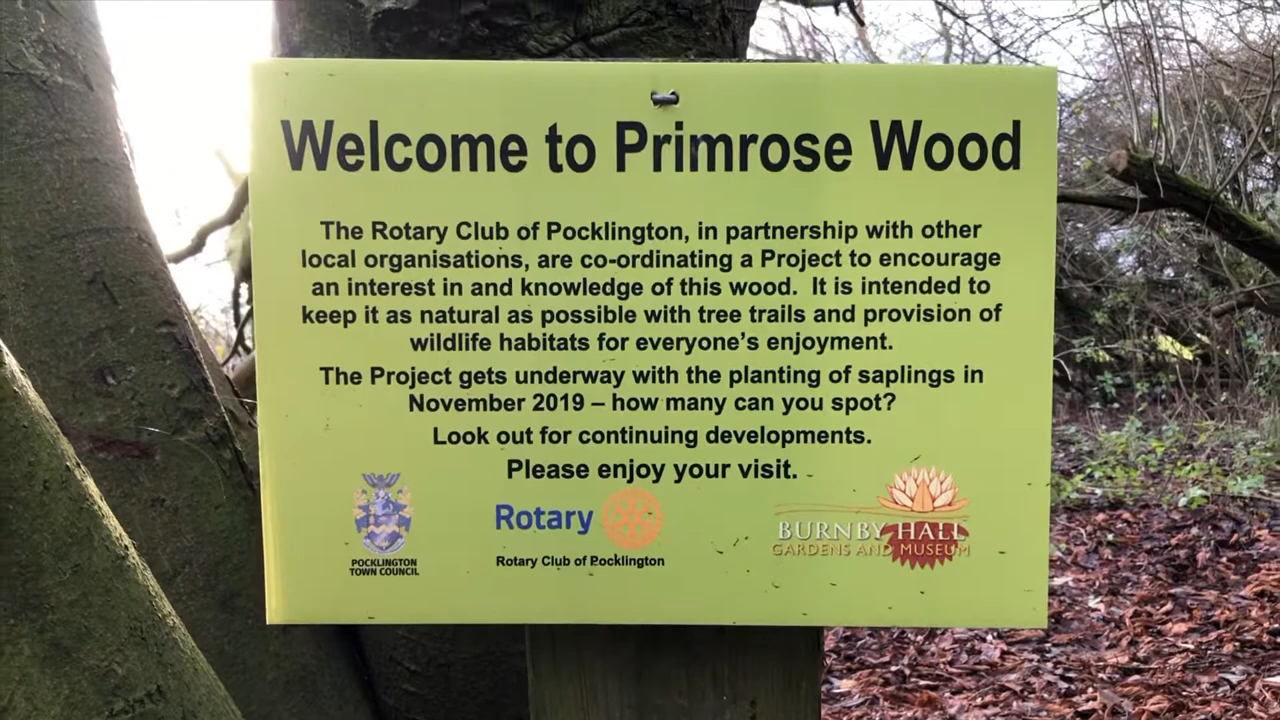 Welcome to Primrose Wood
The Rotary Club of Pocklington, in partnership with other
local organisations, are co-ordinating a Project to encourage
an interest in and knowledge of this wood.  It is intended to
keep it as natural as possible with tree trails and provision of
wildlife habitats for everyone’s enjoyment.
The Project gets underway with the planting of saplings in
November 2019 – how many can you spot?
Look out for continuing developments.
Please enjoy your visit.
POCKLINGTON
TOWN COUNCIL
Rotary
Rotary Club of Pocklington
BURNBY HALL
GARDENS AND MUSEUM